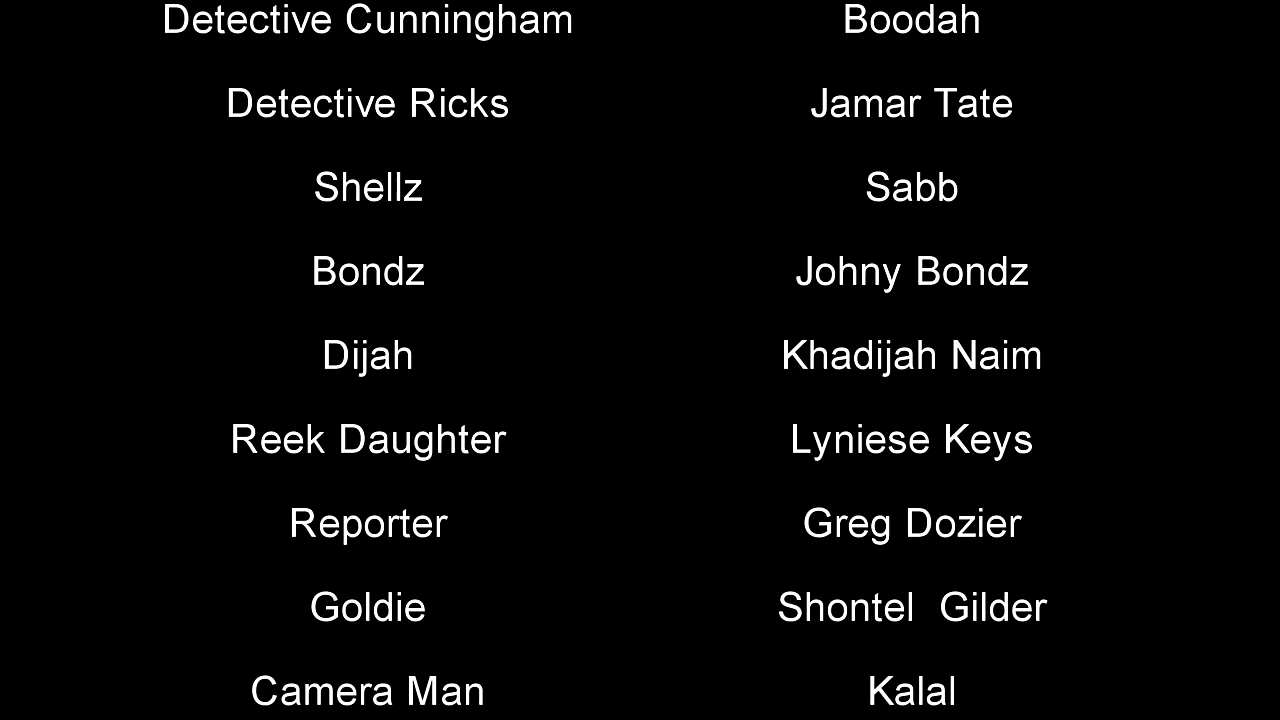 Detective Cunningham Boodah
Detective Ricks Jamar Tate
Shellz Sabb
Bondz Johny Bondz
Dijah Khadijah Naim
Reek Daughter Lyniese Keys
Reporter Greg Dozier
Goldie Shontel  Gilder
Camera Man Kalal